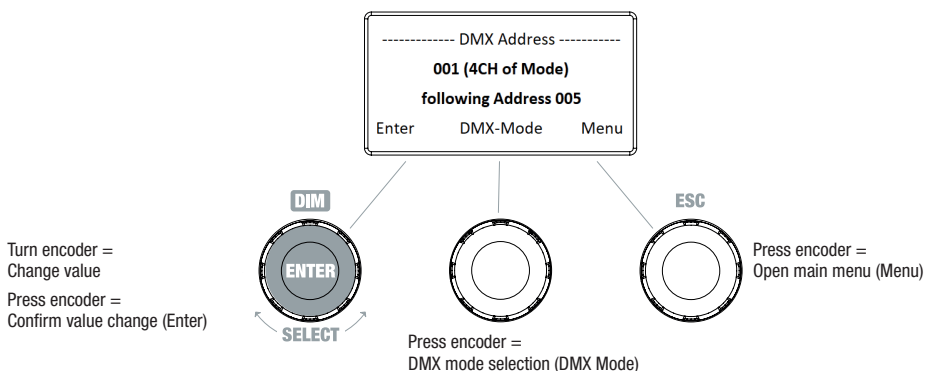 ------------- DMX Address -----------
001 (4CH of Mode)
following Address 005
Enter DMX-Mode Menu
DIM
ESC
Turn encoder =
Change value
ENTER
Press encoder =
Open main menu (Menu)
Press encoder =
Confirm value change (Enter)
SELECT
Press encoder =
DMX mode selection (DMX Mode)